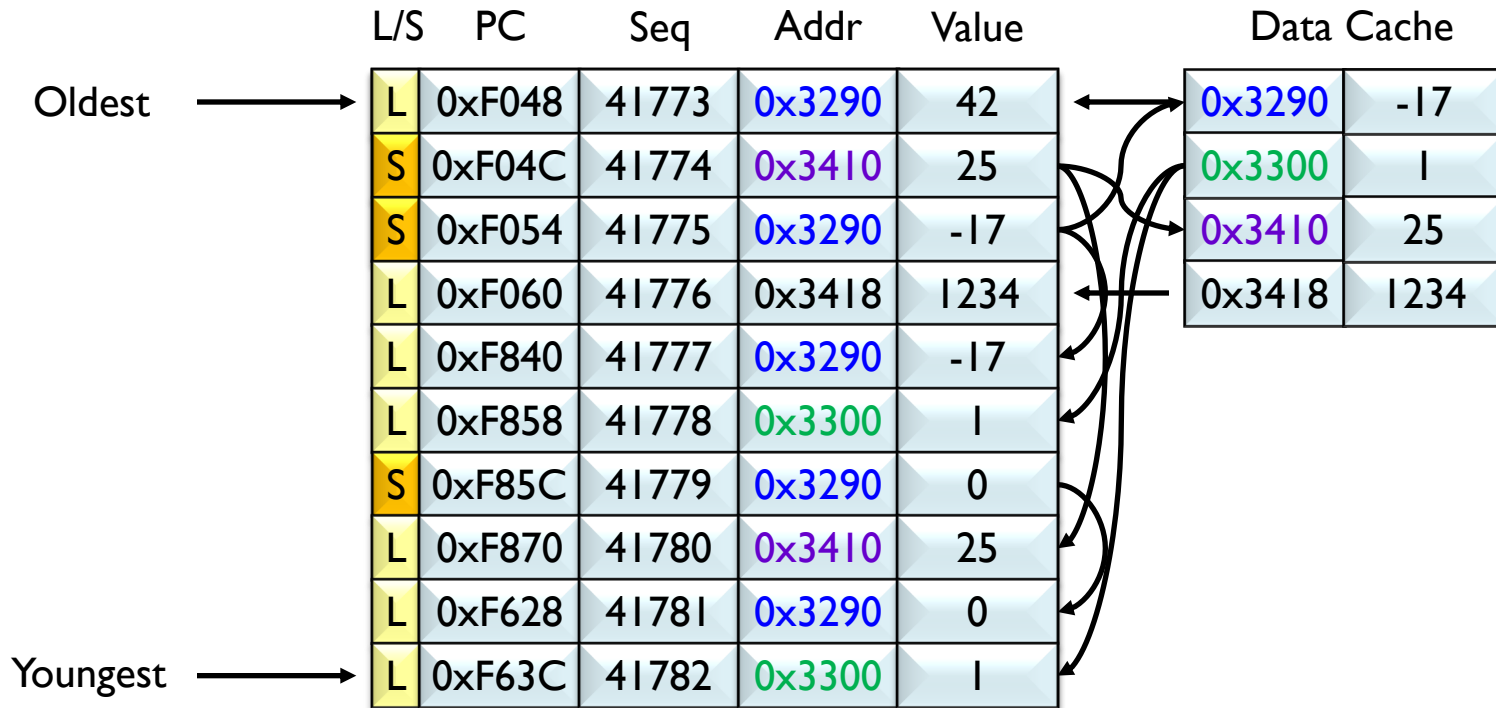 L/S PC Seq Addr Value Data Cache
Oldest L 0xF048 41773 0x3290 42 0x3290 -17
S 0xF04C 41774 0x3410 25 0x3300 1
S 0xF054 41775 0x3290 -17 0x3410 25
L 0xF060 41776 0x3418 1234 0x3418 1234
L 0xF840 41777 0x3290 -17
L 0xF858 41778 0x3300 1
S 0xF85C 41779 0x3290 0
L 0xF870 41780 0x3410 25
L 0xF628 41781 0x3290 0
Youngest L 0xF63C 41782 0x3300 1